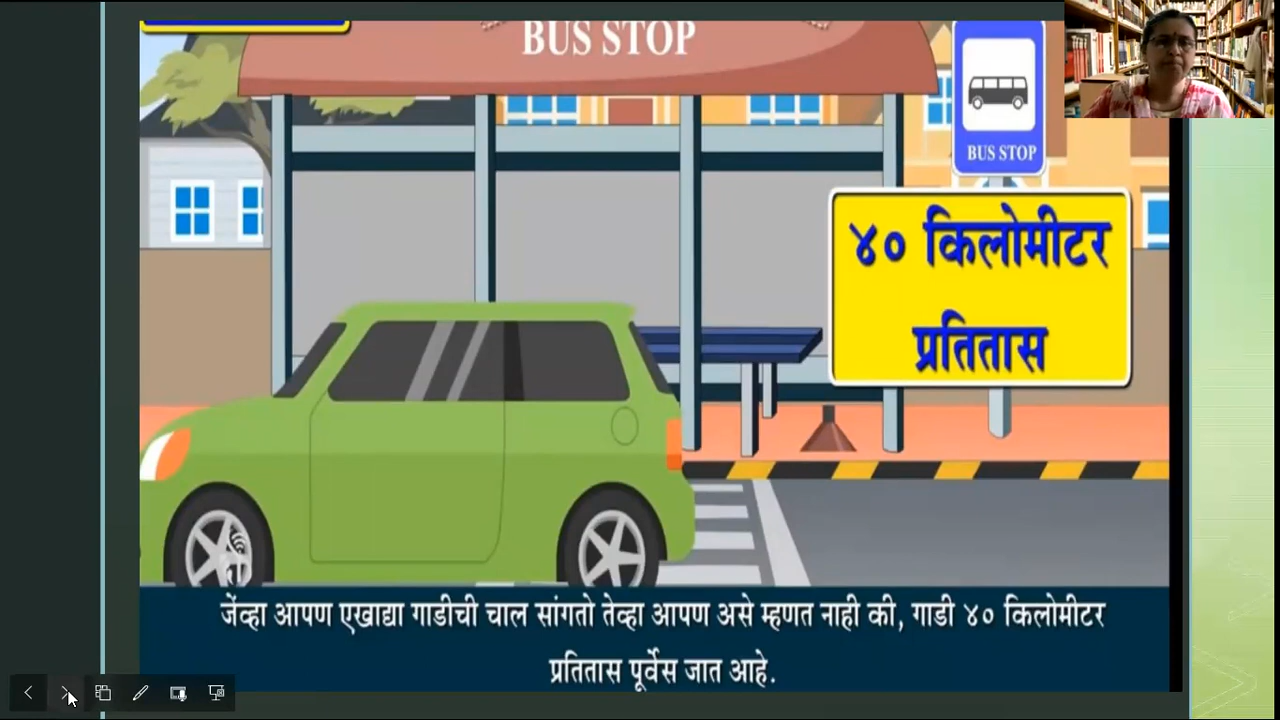 BUS STOP
BUS STOP
४० किलोमीटर
प्रतितास
जेंव्हा आपण एखाद्या गाडीची चाल सांगतो तेव्हा आपण असे म्हणत नाही की, गाडी ४० किलोमीटर
प्रतितास पूर्वेस जात आहे.